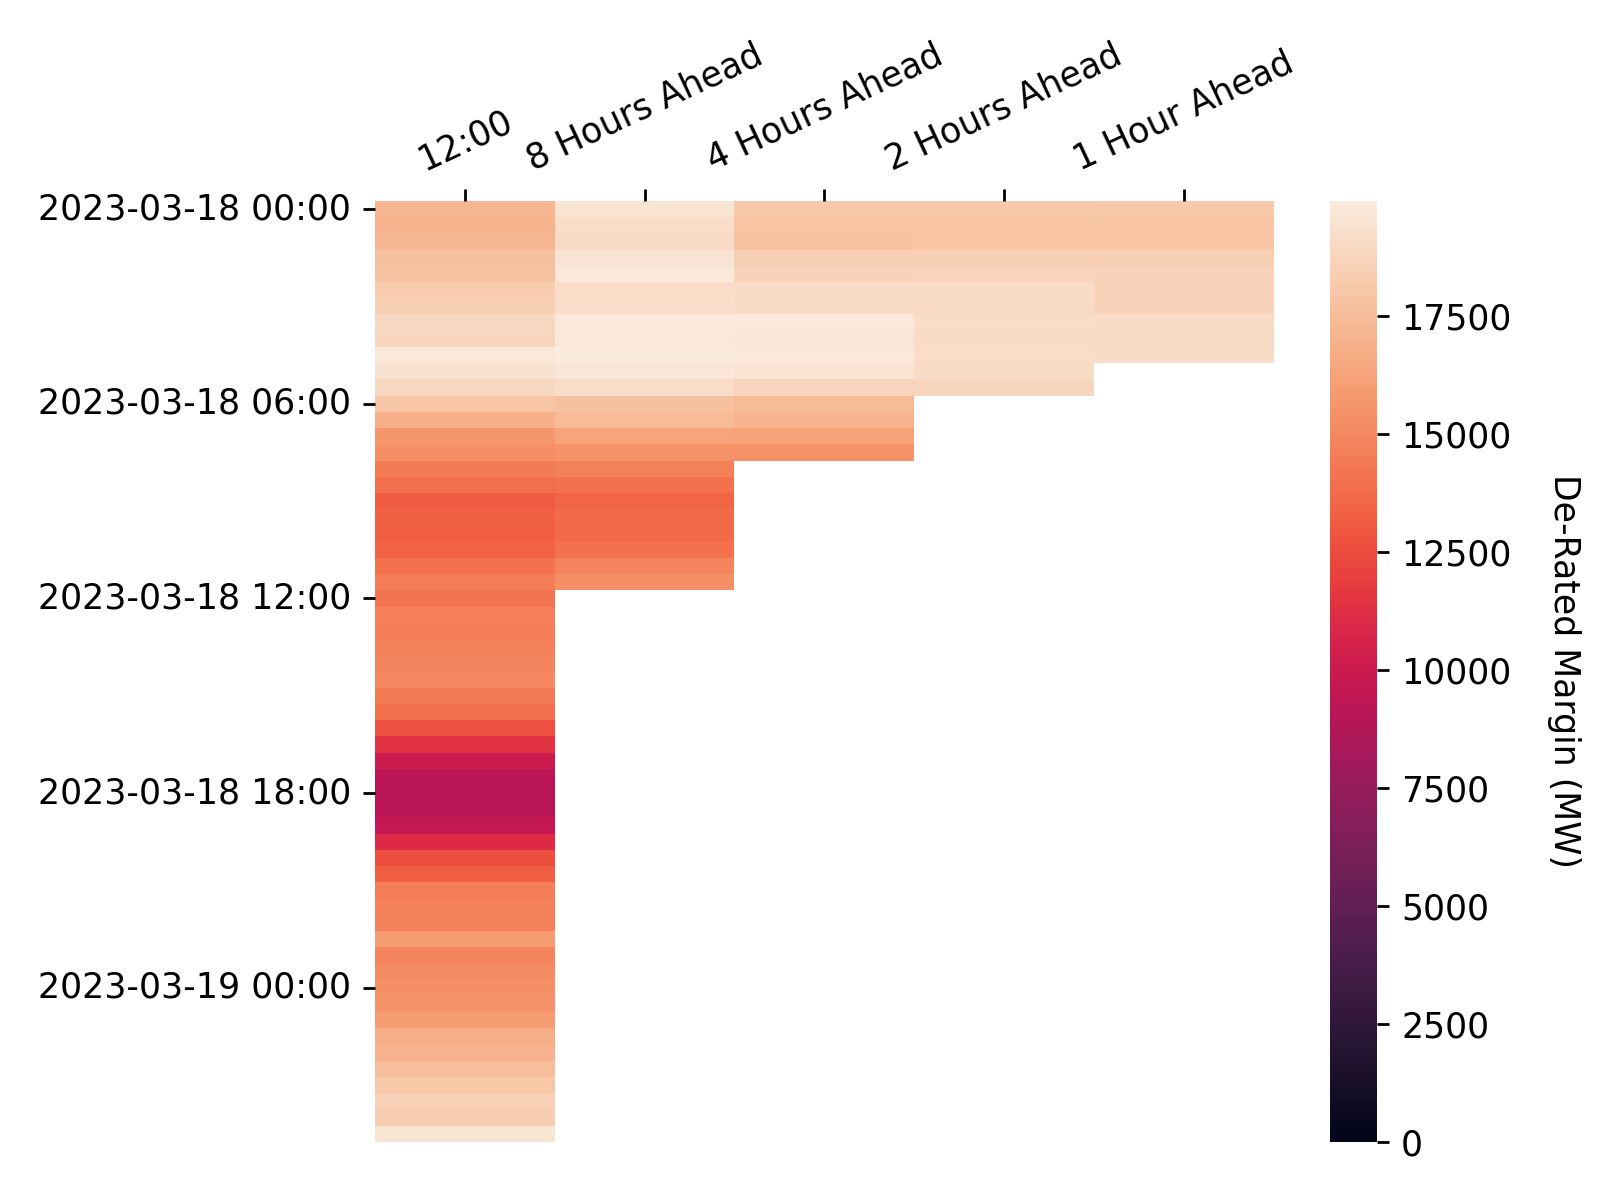 12:00
8 Hours Ahead
4 Hours Ahead
2 Hours Ahead
1 Hour Ahead
2023-03-18 00:00
2023-03-18 06:00
2023-03-18 12:00
2023-03-18 18:00
2023-03-19 00:00
17500
15000
12500
10000
7500
5000
2500
0
De-Rated Margin (MW)